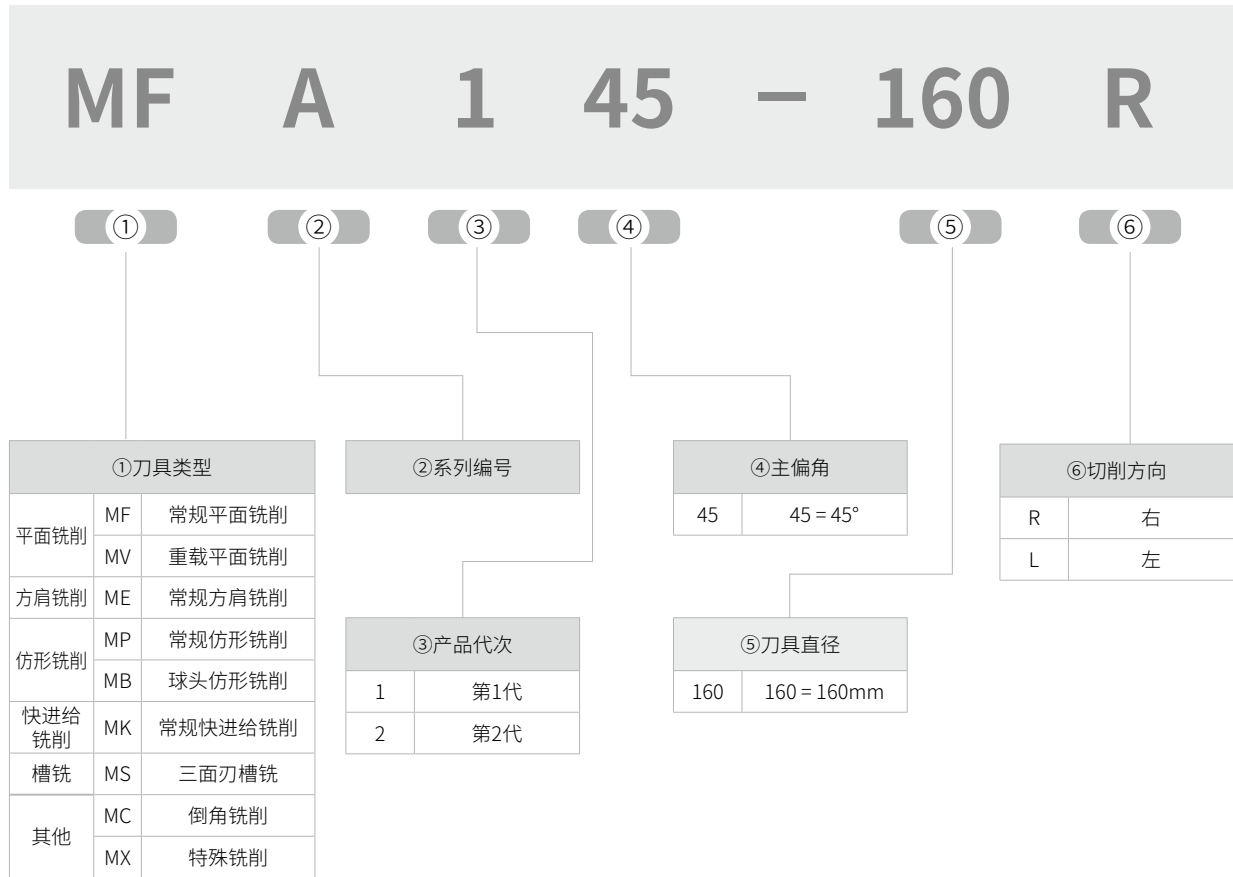 MF A 1 45 – 160 R
① ② ③ ④ ⑤ ⑥
①刀具类型
平面铣削 MF 常规平面铣削
MV 重载平面铣削
方肩铣削 ME 常规方肩铣削
仿形铣削 MP 常规仿形铣削
MB 球头仿形铣削
快进给
铣削 MK 常规快进给铣削
槽铣 MS 三面刃槽铣
其他 MC 倒角铣削
MX 特殊铣削
②系列编号
③产品代次
1 第1代
2 第2代
④主偏角
45 45 = 45°
⑤刀具直径
160 160 = 160mm
⑥切削方向
R 右
L 左